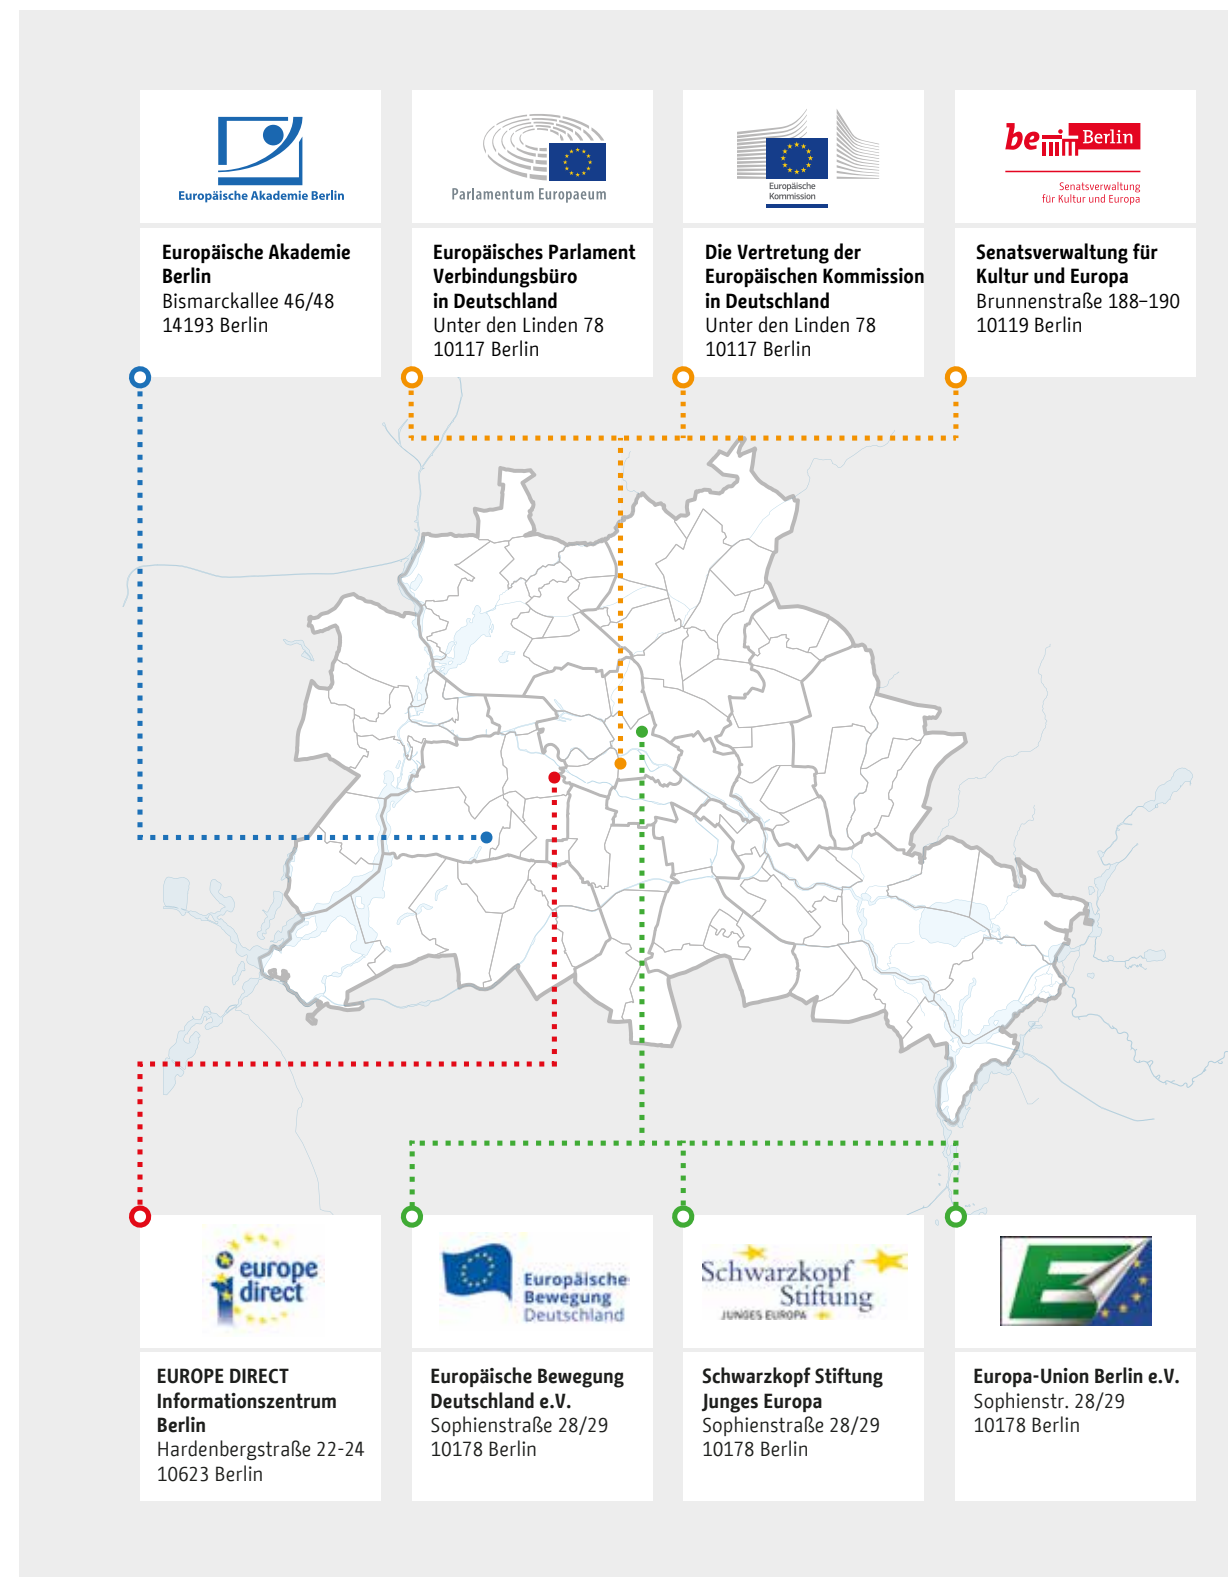 Europäische Akademie Berlin
Parlamentum Europaeum
Europäische
Kommission
be Berlin
Senatsverwaltung
für Kultur und Europa
Europäische Akademie
Berlin
Bismarckallee 46/48
14193 Berlin
Europäisches Parlament
Verbindungsbüro
in Deutschland
Unter den Linden 78
10117 Berlin
Die Vertretung der
Europäischen Kommission
in Deutschland
Unter den Linden 78
10117 Berlin
Senatsverwaltung für
Kultur und Europa
Brunnenstraße 188–190
10119 Berlin
europe
direct
Europäische
Bewegung
Deutschland
Schwarzkopf
Stiftung
JUNGES EUROPA
E
EUROPE DIRECT
Informationszentrum
Berlin
Hardenbergstraße 22-24
10623 Berlin
Europäische Bewegung
Deutschland e.V.
Sophienstraße 28/29
10178 Berlin
Schwarzkopf Stiftung
Junges Europa
Sophienstraße 28/29
10178 Berlin
Europa-Union Berlin e.V.
Sophienstr. 28/29
10178 Berlin